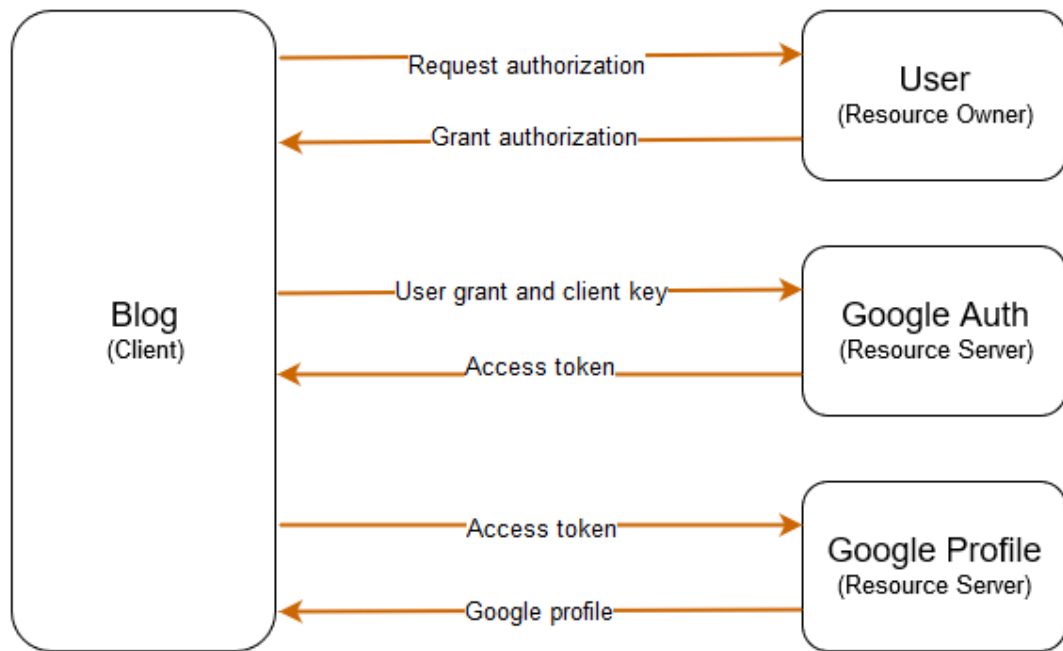 Request authorization
User
(Resource Owner)
Grant authorization
Blog
(Client)
User grant and client key
Google Auth
(Resource Server)
Access token
Access token
Google Profile
(Resource Server)
Google profile